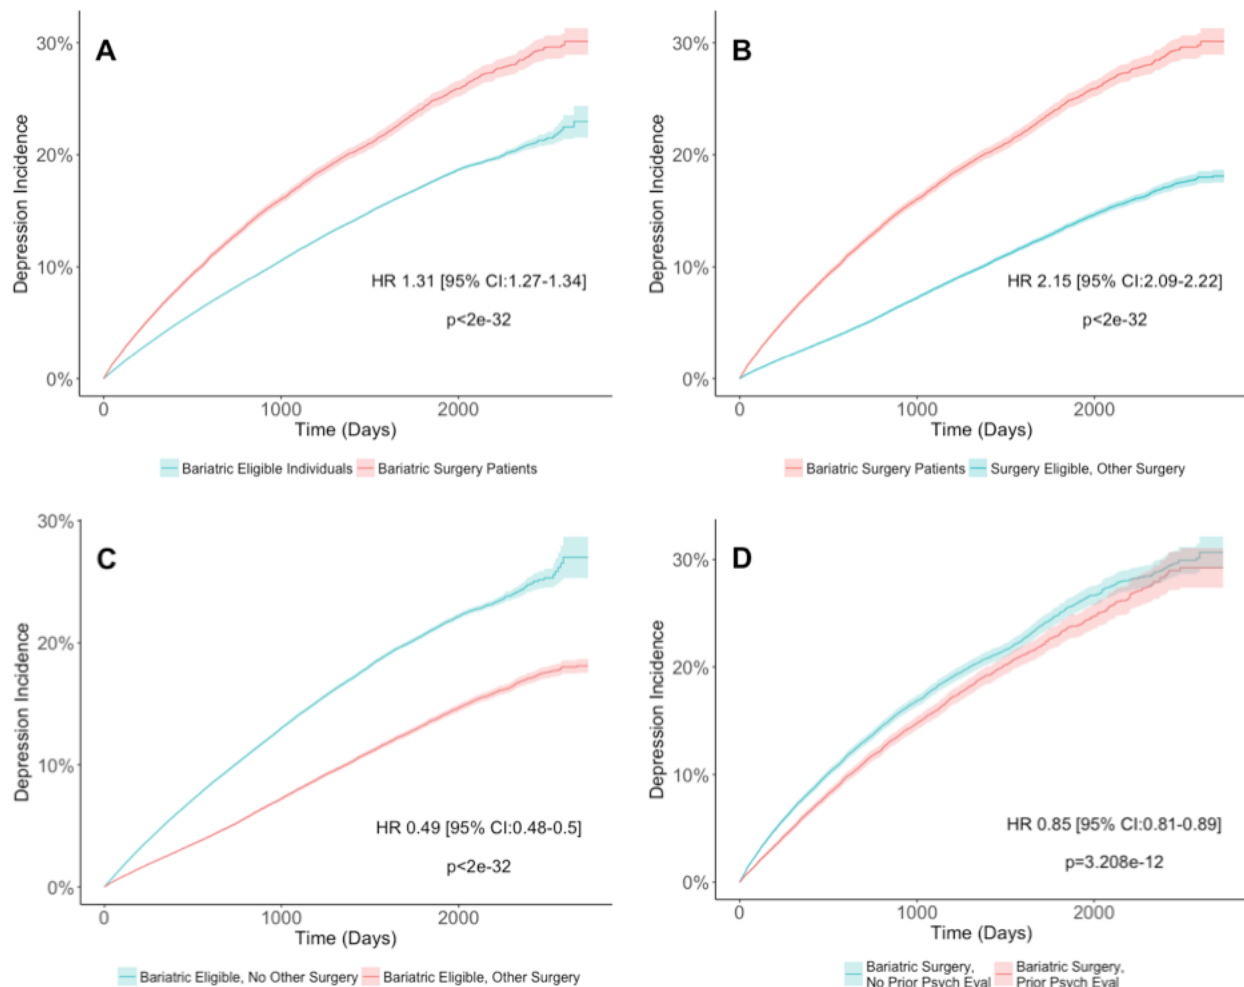 A
Depression Incidence
30%
20%
10%
0%
HR 1.31 [95% CI:1.27-1.34]
p<2e-32
0 1000 2000
Time (Days)
Bariatric Eligible Individuals Bariatric Surgery Patients
B
Depression Incidence
30%
20%
10%
0%
HR 2.15 [95% CI:2.09-2.22]
p<2e-32
0 1000 2000
Time (Days)
Bariatric Surgery Patients Surgery Eligible, Other Surgery
C
Depression Incidence
30%
20%
10%
0%
HR 0.49 [95% CI:0.48-0.5]
p<2e-32
0 1000 2000
Time (Days)
Bariatric Eligible, No Other Surgery Bariatric Eligible, Other Surgery
D
Depression Incidence
30%
20%
10%
0%
HR 0.85 [95% CI:0.81-0.89]
p=3.208e-12
0 1000 2000
Time (Days)
Bariatric Surgery,
No Prior Psych Eval
Bariatric Surgery,
Prior Psych Eval